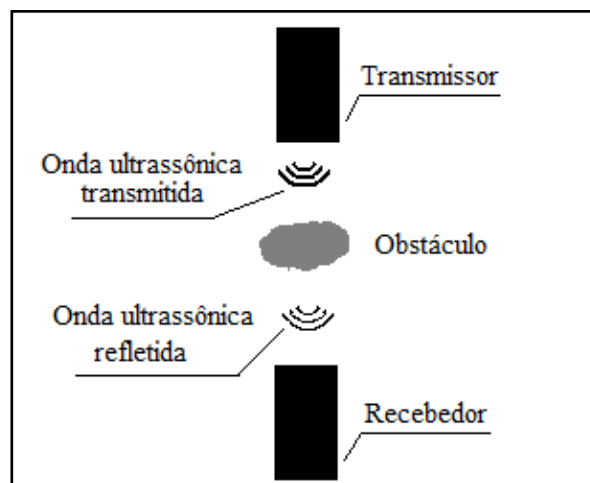 Transmissor
Onda ultrassônica
transmitida
Obstáculo
Onda ultrassônica
refletida
Recebedor